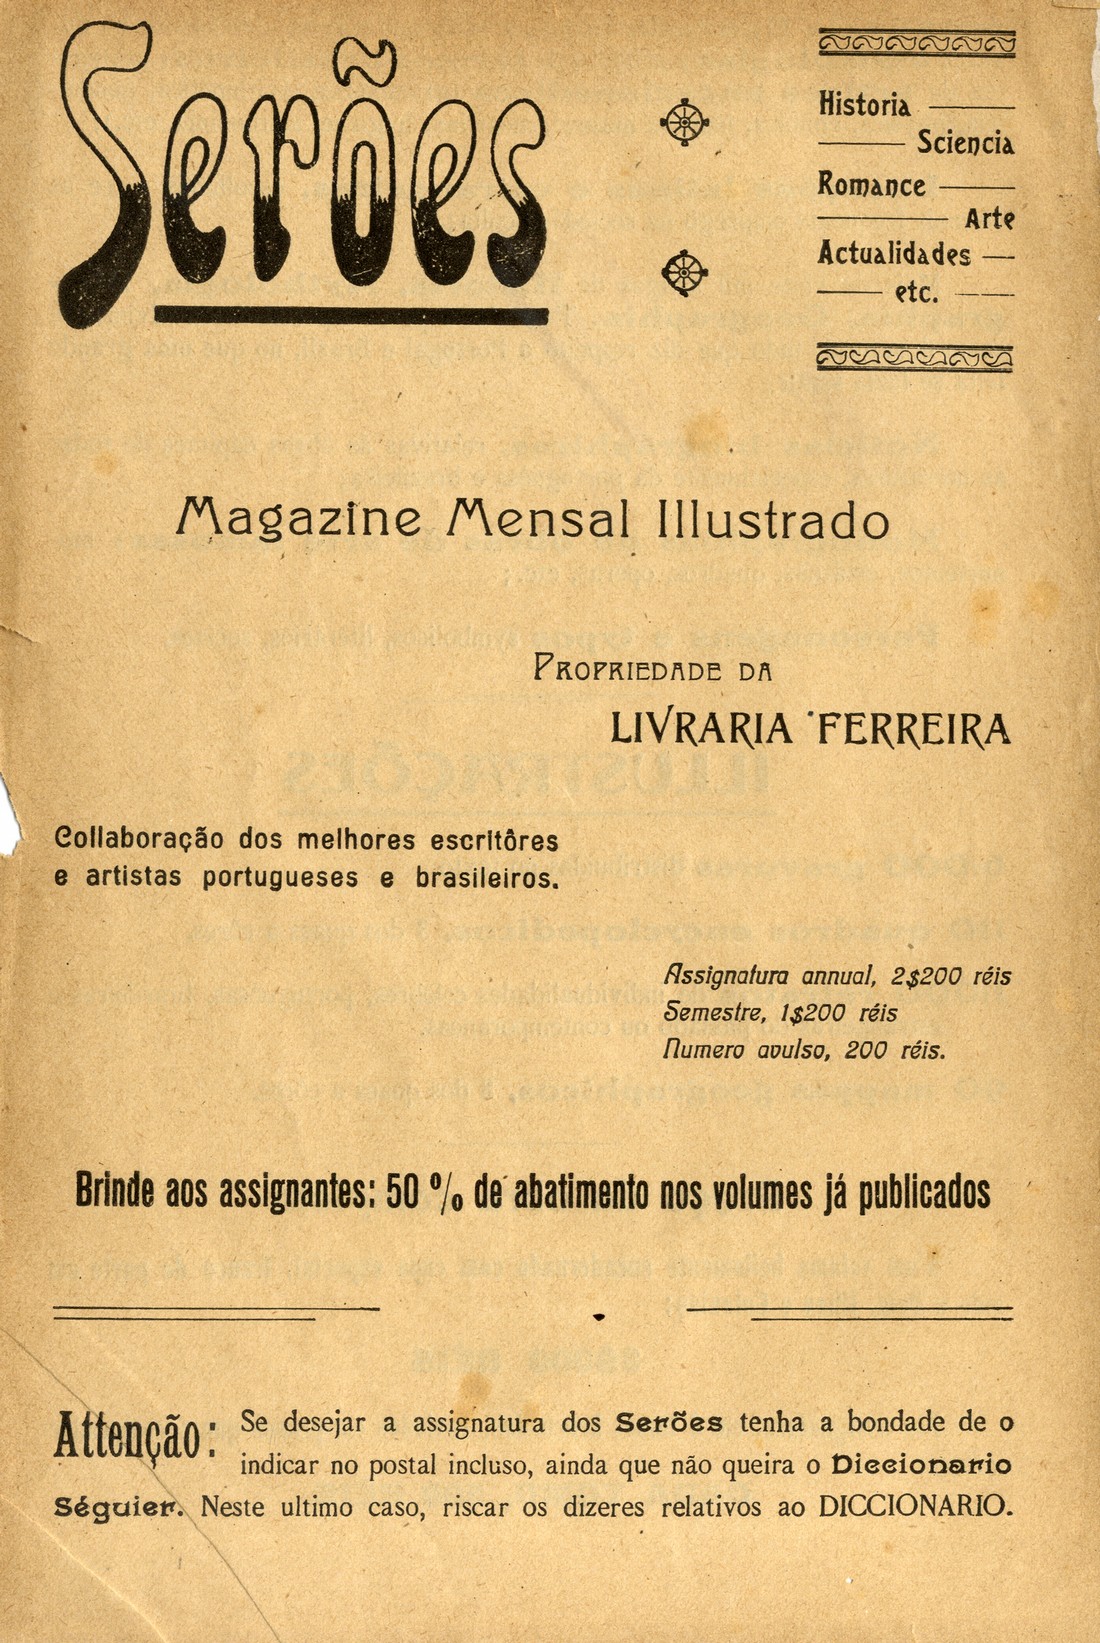 Serões
Historia
Sciencia
Romance
Arte
Actualidades
etc.
Magazine Mensal Illustrado
PROPRIEDADE DA
LIVRARIA FERREIRA
Collaboração dos melhores escritôres
e artistas portugueses e brasileiros.
Assignatura annual, 2$200 réis
Semestre, 1$200 réis
Numero avulso, 200 réis.
Brinde aos assignantes: 50 % de abatimento nos volumes já publicados
Attenção: Se desejar a assignatura dos Serões tenha a bondade de o
indicar no postal incluso, ainda que não queira o Diccionario
Séguier. Neste ultimo caso, riscar os dizeres relativos ao DICCIONARIO.